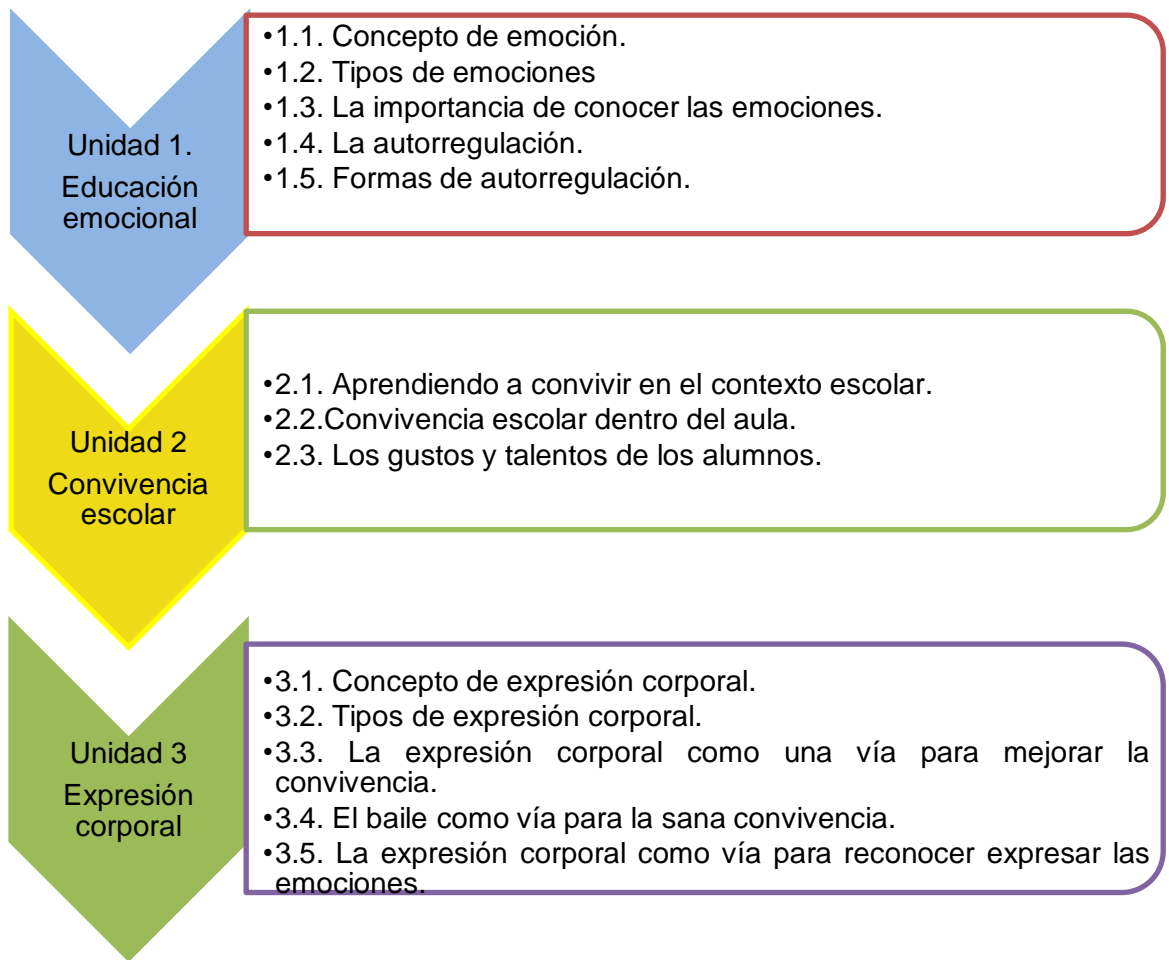 Unidad 1.
Educación
emocional
•1.1. Concepto de emoción.
•1.2. Tipos de emociones
•1.3. La importancia de conocer las emociones.
•1.4. La autorregulación.
•1.5. Formas de autorregulación.
Unidad 2
Convivencia
escolar
•2.1. Aprendiendo a convivir en el contexto escolar.
•2.2.Convivencia escolar dentro del aula.
•2.3. Los gustos y talentos de los alumnos.
Unidad 3
Expresión
corporal
•3.1. Concepto de expresión corporal.
•3.2. Tipos de expresión corporal.
•3.3. La expresión corporal como una vía para mejorar la
convivencia.
•3.4. El baile como vía para la sana convivencia.
•3.5. La expresión corporal como vía para reconocer expresar las
emociones.